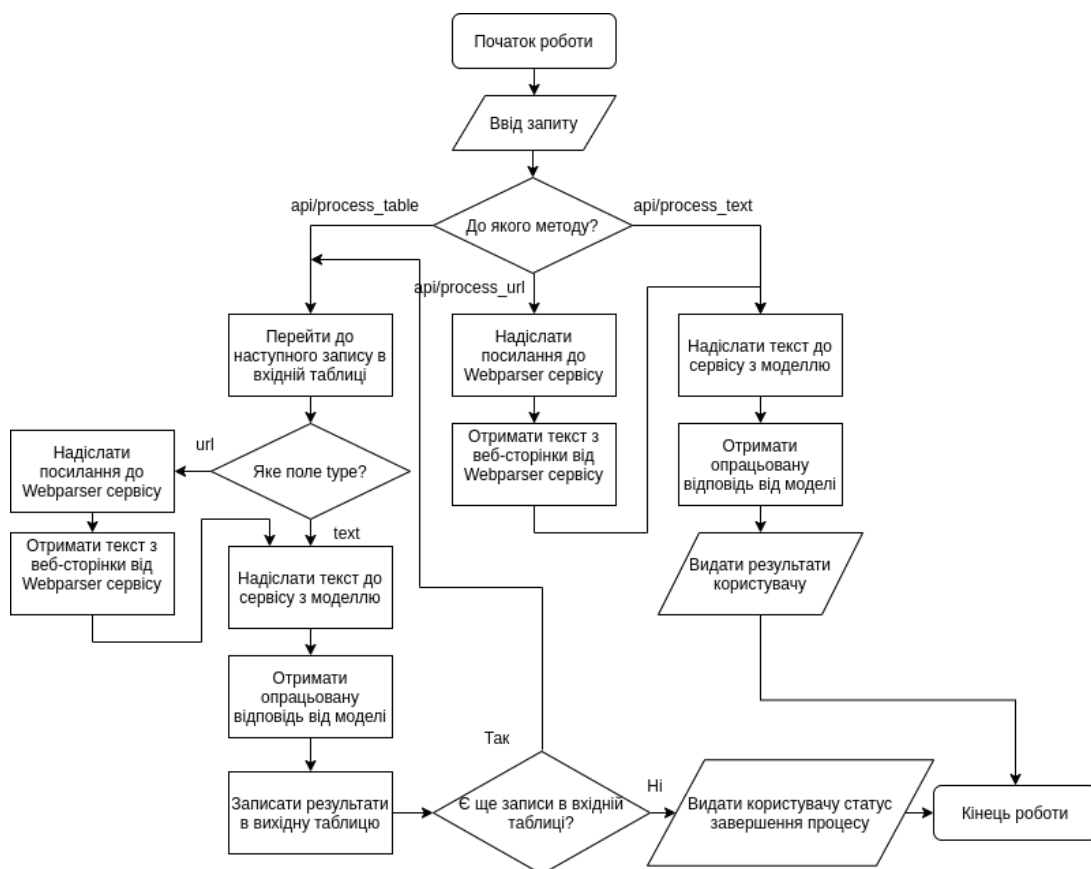 Початок роботи
Ввід запиту
api/process_table
До якого методу?
api/process_text
api/process_url
Перейти до
наступного запису в
вхідній таблиці
Надіслати
посилання до
Webparser сервісу
Надіслати текст до
сервісу з моделлю
Отримати текст з
веб-сторінки від
Webparser сервісу
Отримати
опрацьовану
відповідь від моделі
url
Яке поле type?
Надіслати
посилання до
Webparser сервісу
text
Отримати текст з
веб-сторінки від
Webparser сервісу
Надіслати текст до
сервісу з моделлю
Видати результати
користувачу
Отримати
опрацьовану
відповідь від моделі
Так
Записати результати
в вихідну таблицю
Є ще записи в вхідній
таблиці?
Ні
Видати користувачу статус
завершення процесу
Кінець роботи